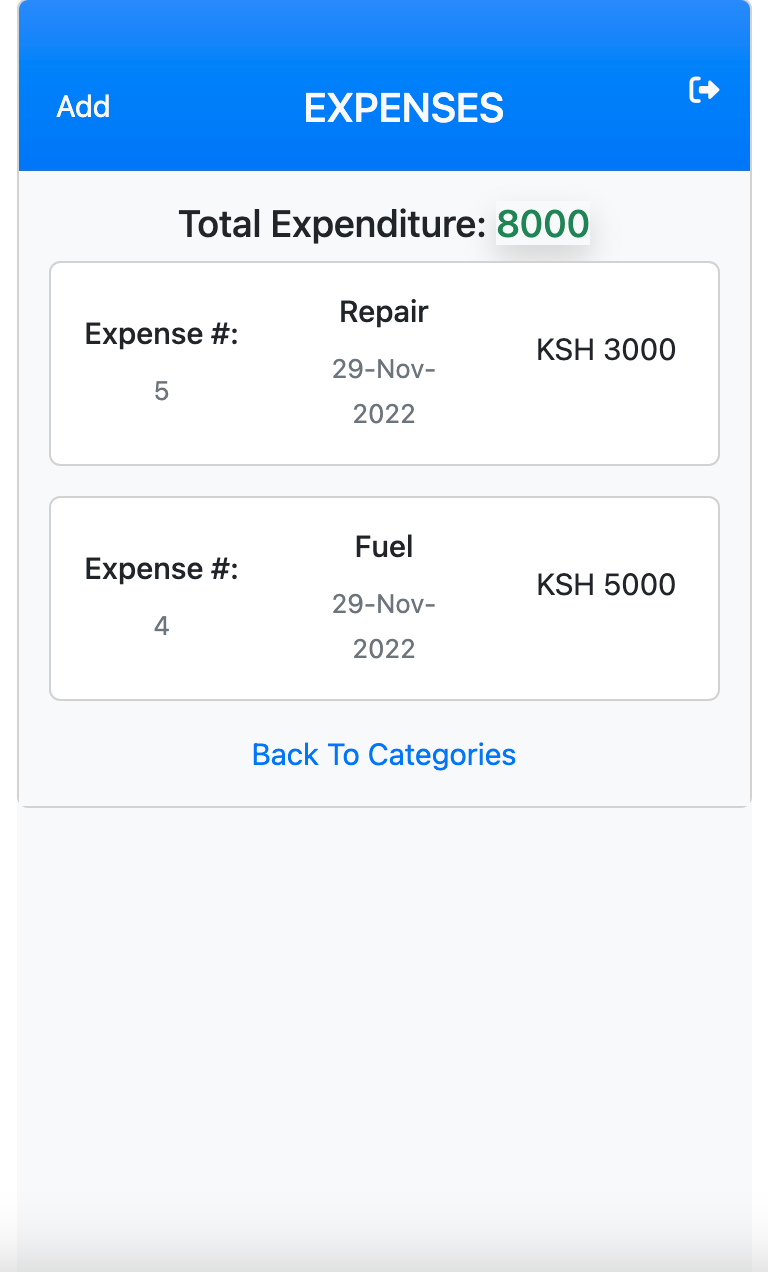 Add
EXPENSES
Total Expenditure: 8000
Expense #:
5
Repair
29-Nov-
2022
KSH 3000
Expense #:
4
Fuel
29-Nov-
2022
KSH 5000
Back To Categories